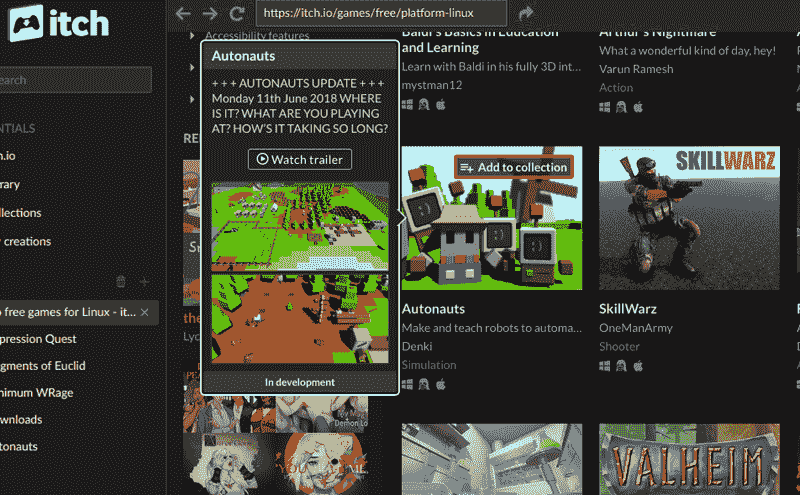 itch
https://itch.io/games/free/platform-linux
earch
ENTIALS
h.io
rary
llections
y creations
o free games for Linux - it...
pression Quest
gments of Euclid
nimum WRage
wnloads
tonauts
Accessibility features
RE
Autonauts
+ + + AUTONAUTS UPDATE + + +
Monday 11th June 2018 WHERE
IS IT? WHAT ARE YOU PLAYING
AT? HOW'S IT TAKING SO LONG?
Watch trailer
In development
the
Lyc
Demon Lo
Baldi's Basics in Education
and Learning
Learn with Baldi in his fully 3D int...
mystman12
Arthur's Nightmare
What a wonderful kind of day, hey!
Varun Ramesh
Action
Add to collection
Autonauts
Make and teach robots to automa...
Denki
Simulation
SKILLWARZ
SkillWarz
OneManArmy
Shooter
VALHEIM